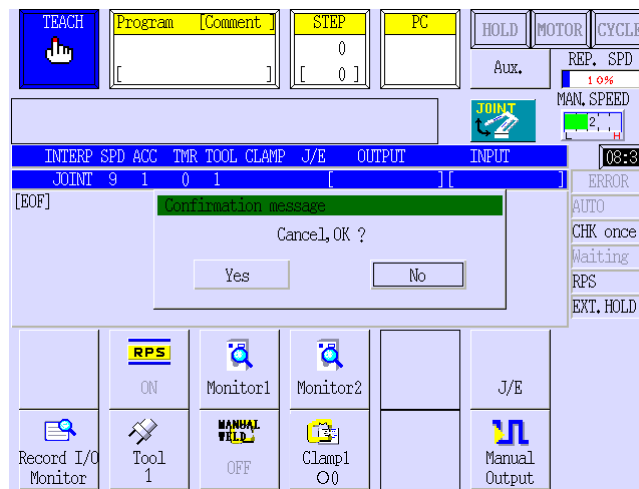 TEACH
Program [Comment ]
[ ]
STEP
0
[ 0 ]
PC
HOLD MOTOR CYCLE
Aux.
REP. SPD
10%
JOINT
MAN.SPEED
2
L H
INTERP SPD ACC TMR TOOL CLAMP J/E OUTPUT INPUT
08:3
JOINT 9 1 0 1 [ ][ ]
ERROR
[EOF]
Confirmation message
AUTO
Cancel,OK ?
CHK once
Waiting
Yes No
RPS
EXT.HOLD
RPS
ON
Monitor1
Monitor2
J/E
Record I/O
Monitor
Tool
1
MANUAL
WELD
OFF
Clamp1
O0
Manual
Output